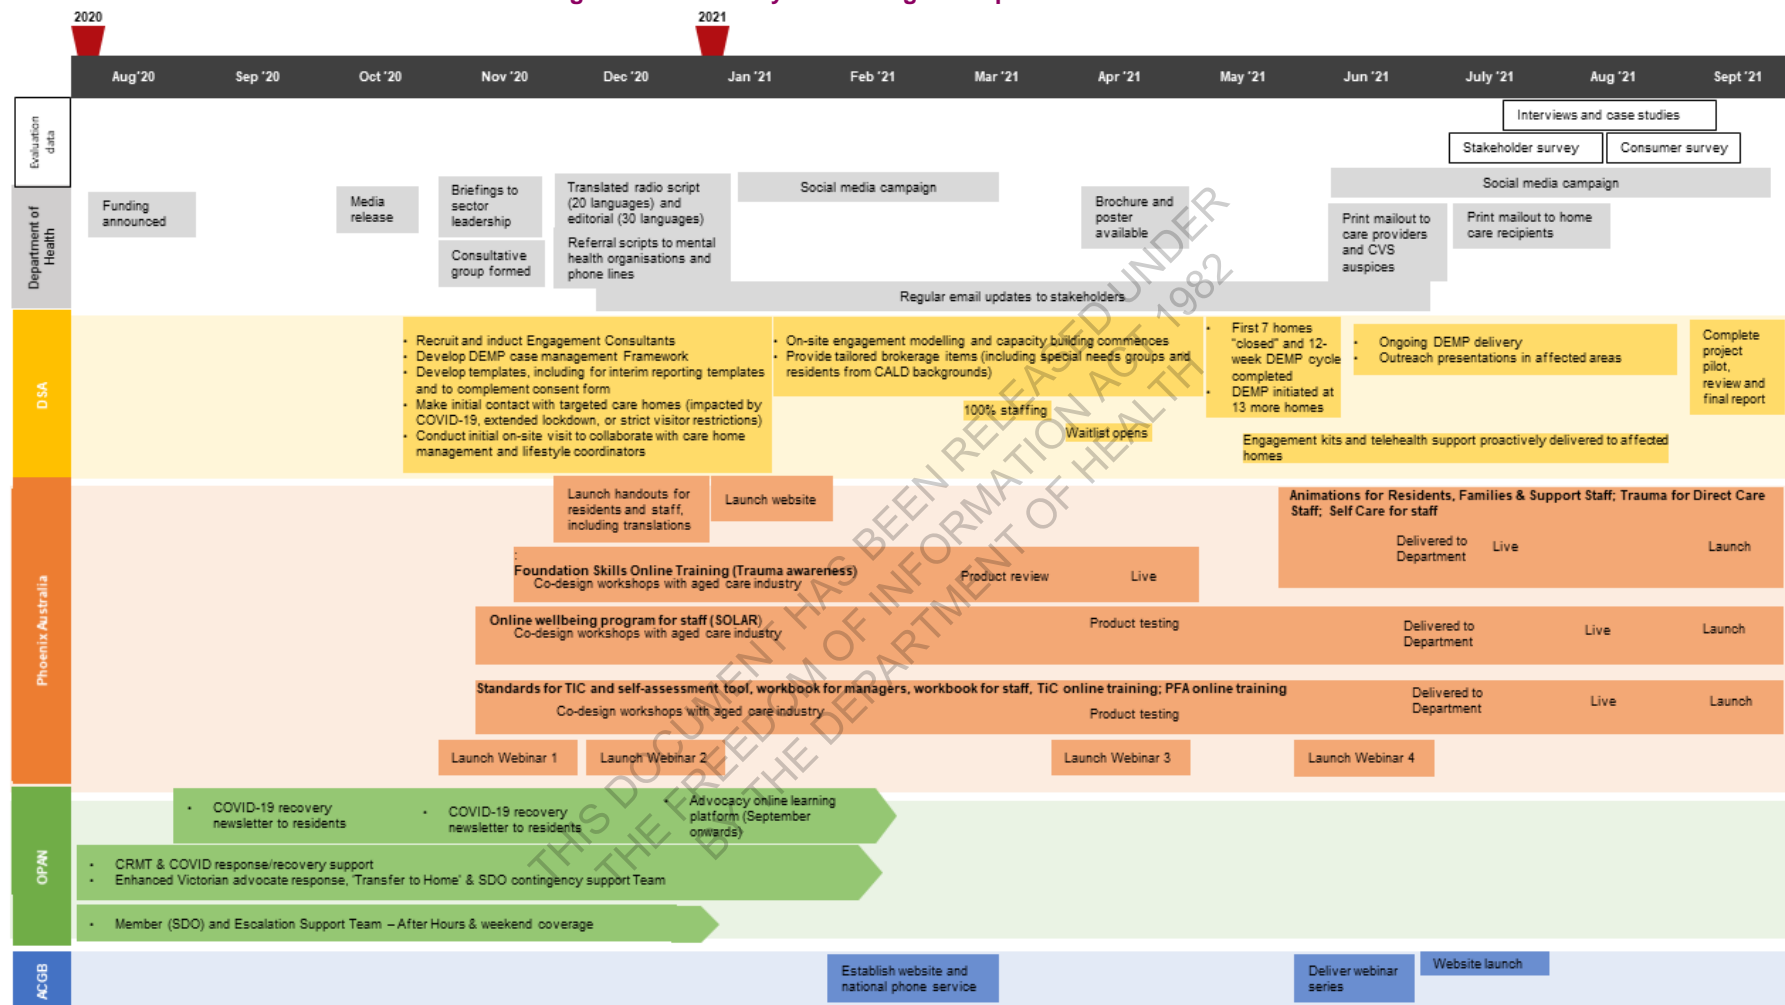 2020
2021
Aug'20
Sep '20
Oct '20
Nov '20
Dec '20
Jan '21
Feb '21
Mar '21
Apr '21
May '21
Jun '21
July '21
Aug '21
Sept '21
Evaluation
data
Interviews and case studies
Stakeholder survey
Consumer survey
Department of
Health
Funding
announced
Media
release
Briefings to
sector
leadership
Consultative
group formed
Translated radio script
(20 languages) and
editorial (30 languages)
Referral scripts to mental
health organisations and
phone lines
Social media campaign
Brochure and
poster
available
Social media campaign
Print mailout to
care providers
and CVS
auspices
Print mailout to home
care recipients
Regular email updates to stakeholders
DSA
• Recruit and induct Engagement Consultants
• Develop DEMP case management Framework
• Develop templates, including for interim reporting templates
and to complement consent form
• Make initial contact with targeted care homes (impacted by
COVID-19, extended lockdown, or strict visitor restrictions)
• Conduct initial on-site visit to collaborate with care home
management and lifestyle coordinators
• On-site engagement modelling and capacity building commences
• Provide tailored brokerage items (including special needs groups and
residents from CALD backgrounds)
100% staffing
Waitlist opens
• First 7 homes
"closed" and 12-
week DEMP cycle
completed
• DEMP initiated at
13 more homes
• Ongoing DEMP delivery
• Outreach presentations in affected areas
Engagement kits and telehealth support proactively delivered to affected
homes
Complete
project
pilot,
review and
final report
Phoenix Australia
Launch handouts for
residents and staff,
including translations
Launch website
Animations for Residents, Families & Support Staff; Trauma for Direct Care
Staff; Self Care for staff
Delivered to
Department
Live
Launch
:
Foundation Skills Online Training (Trauma awareness)
Co-design workshops with aged care industry
Product review
Live
Online wellbeing program for staff (SOLAR)
Co-design workshops with aged care industry
Product testing
Delivered to
Department
Live
Launch
Standards for TIC and self-assessment tool, workbook for managers, workbook for staff, TiC online training; PFA online training
Co-design workshops with aged care industry
Product testing
Delivered to
Department
Live
Launch
Launch Webinar 1
Launch Webinar 2
Launch Webinar 3
Launch Webinar 4
OPAN
• COVID-19 recovery
newsletter to residents
• COVID-19 recovery
newsletter to residents
• Advocacy online learning
platform (September
onwards)
• CRMT & COVID response/recovery support
• Enhanced Victorian advocate response, 'Transfer to Home' & SDO contingency support Team
• Member (SDO) and Escalation Support Team – After Hours & weekend coverage
ACGB
Establish website and
national phone service
Deliver webinar
series
Website launch
THIS DOCUMENT HAS BEEN RELEASED UNDER
THE FREEDOM OF INFORMATION ACT 1982
BY THE DEPARTMENT OF HEALTH